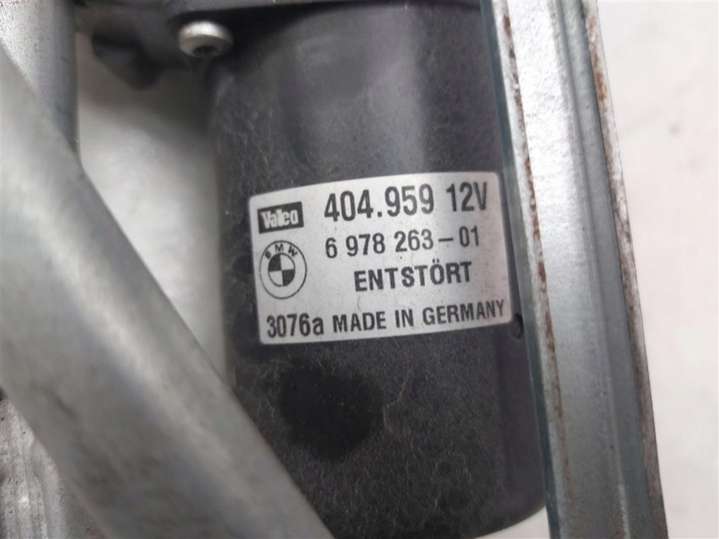 Valeo 404.959 12V
BMW 6 978 263-01
ENTSTÖRT
3076a MADE IN GERMANY